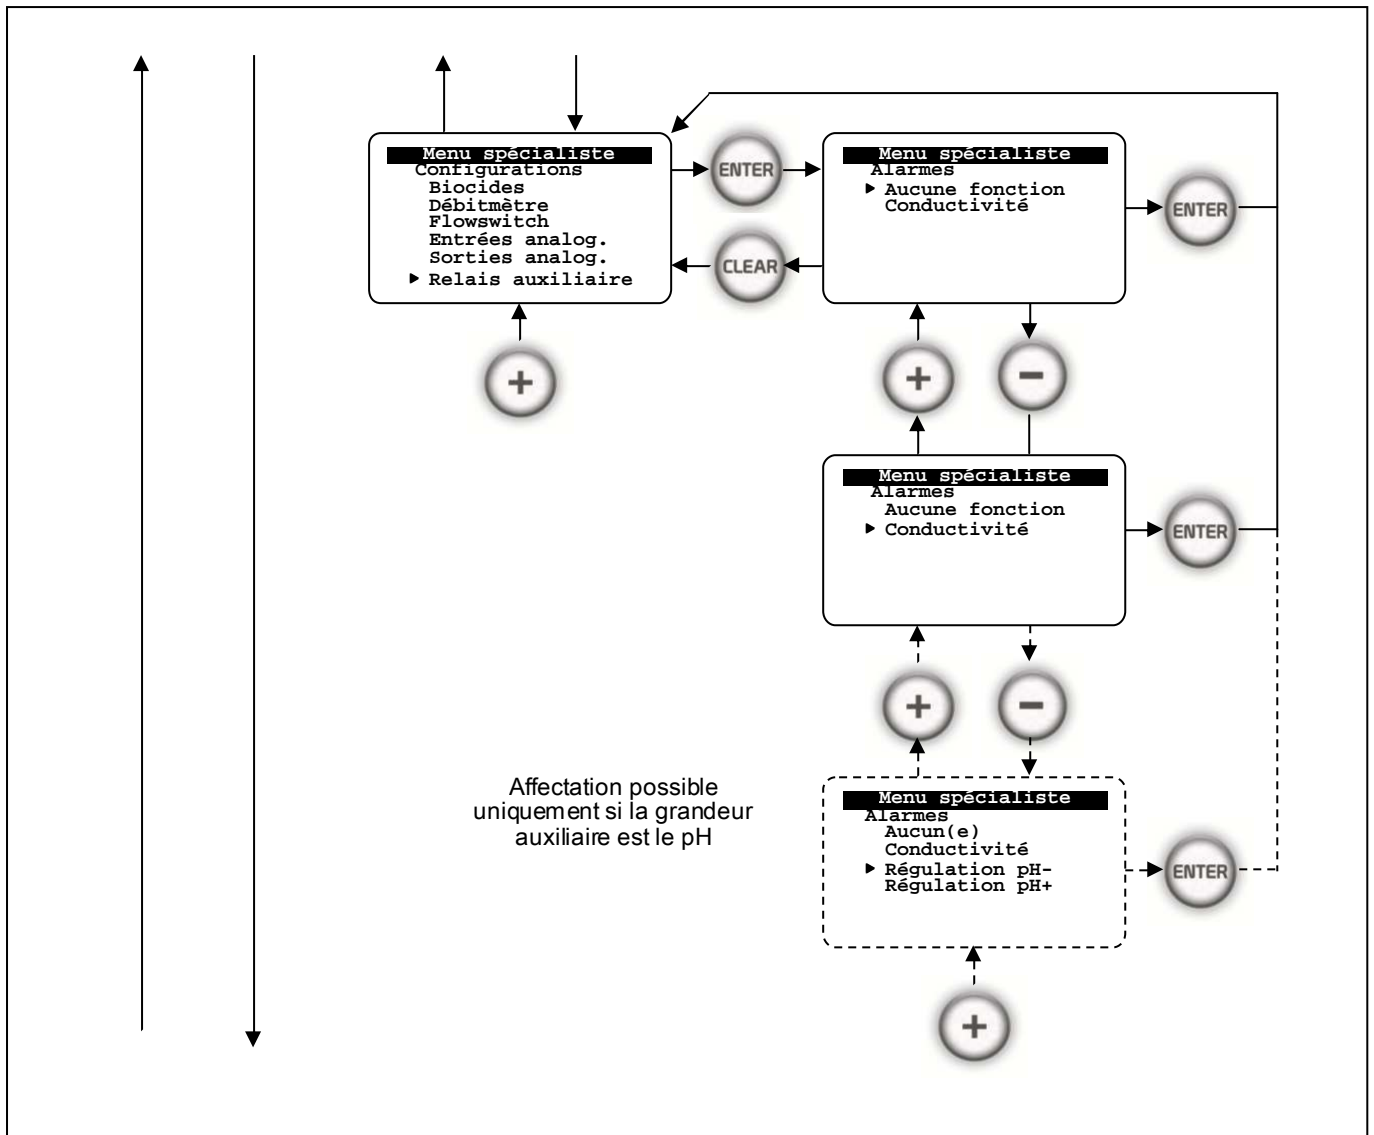 Menu spécialiste
Configurations
Biocides
Débitmètre
Flowswitch
Entrées analog.
Sorties analog.
▶ Relais auxiliaire
ENTER
CLEAR
+
Menu spécialiste
Alarmes
▶ Aucune fonction
Conductivité
ENTER
+
−
Menu spécialiste
Alarmes
Aucune fonction
▶ Conductivité
ENTER
+
−
Affectation possible
uniquement si la grandeur
auxiliaire est le pH
Menu spécialiste
Alarmes
Aucun(e)
Conductivité
▶ Régulation pH-
Régulation pH+
ENTER
+